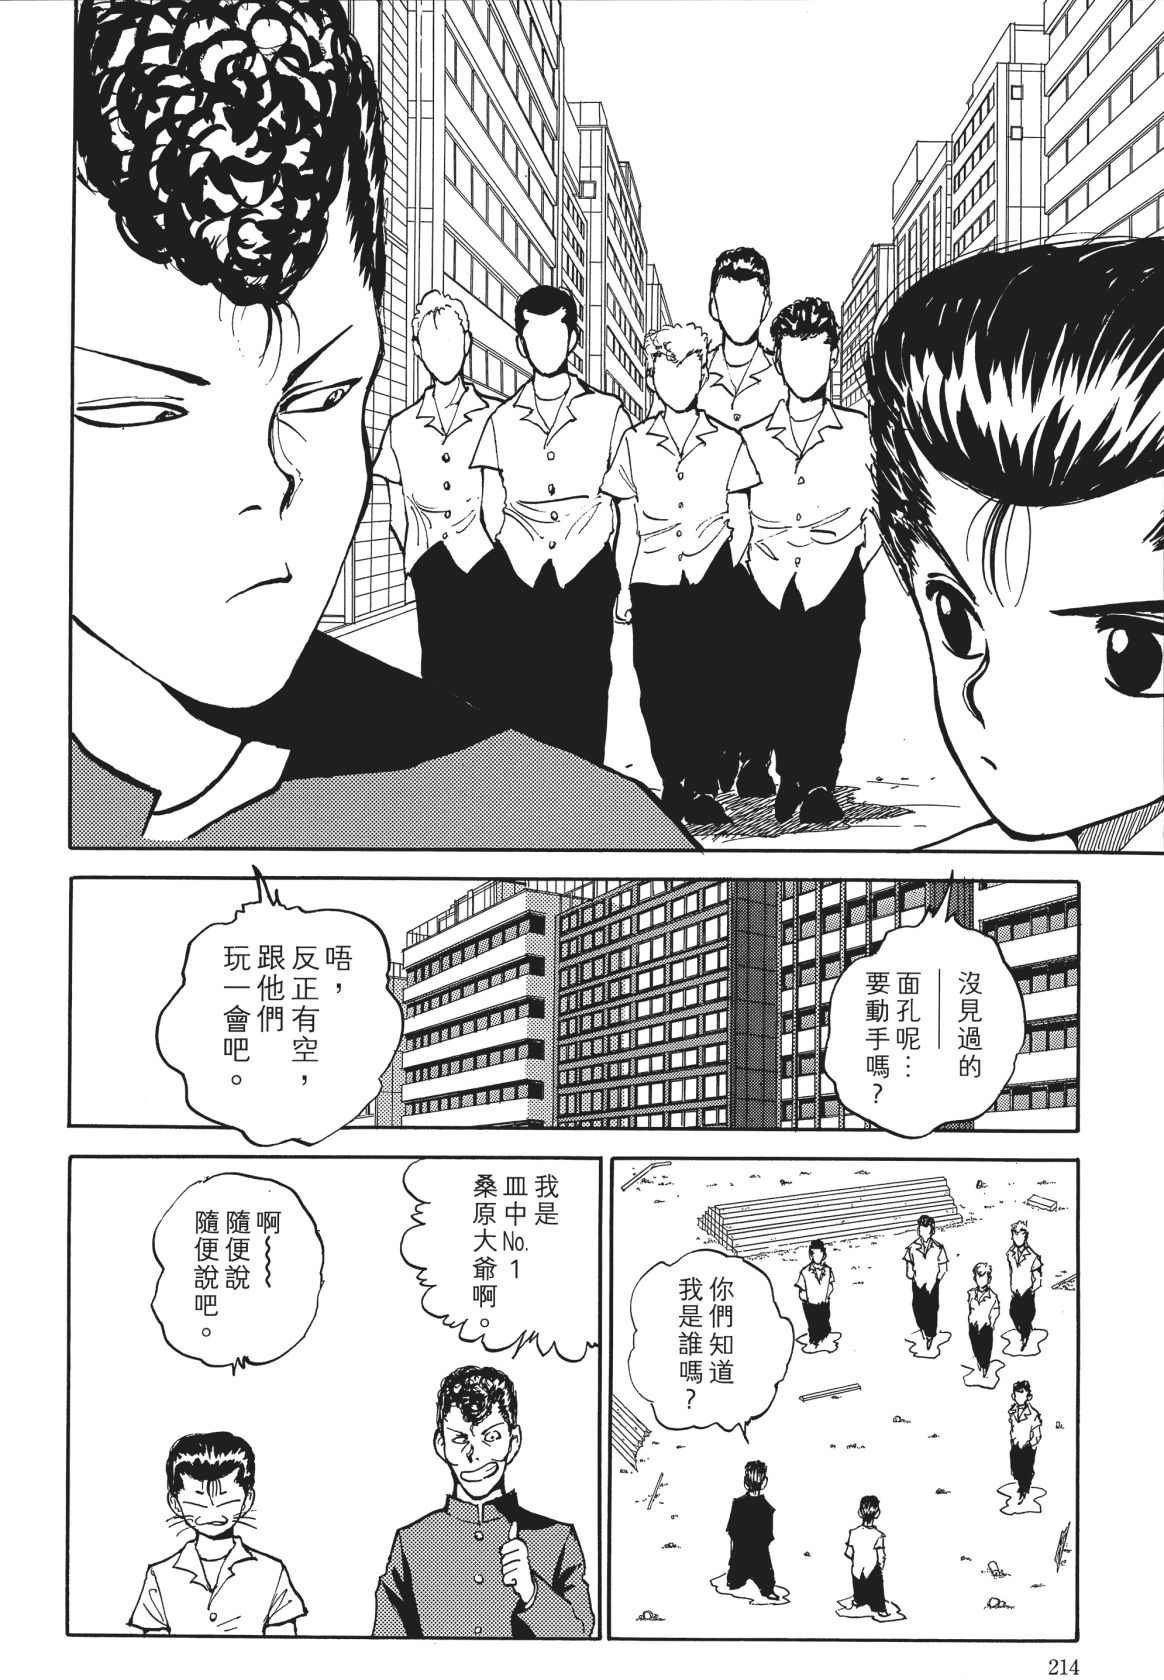 沒見過的
面孔呢…
要動手嗎？
唔，
反正有空，
跟他們
玩一會吧。
你們知道
我是誰嗎？
我是
皿中No.1
桑原大爺啊。
啊～～
隨便說
隨便說吧。
214